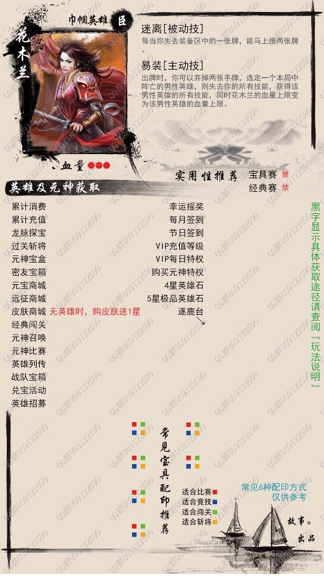 巾帼英雄 臣
花木兰
迷离[被动技]
每当你失去装备区中的一张牌，能马上摸两张牌
。
易装[主动技]
出牌时，你可以弃掉两张手牌，选定一个本局中
阵亡的男性英雄，则失去你的所有技能，获得该
男性英雄的所有技能，同时花木兰的血量上限变
为该男性英雄的血量上限。
血量
实用性推荐 宝具赛 禁
经典赛 禁
英雄及元神获取
累计消费
累计充值
龙脉探宝
过关斩将
元神宝盒
密友宝箱
元宝商城
远征商城
皮肤商城 无英雄时，购皮肤送1星
经典闯关
元神召唤
元神比赛
英雄列传
战队宝箱
兑宝活动
英雄招募
幸运摇奖
每月签到
节日签到
VIP充值等级
VIP每日特权
购买元神特权
4星英雄石
5星极品英雄石
逐鹿台
黑字显示具体获取途径请查阅『玩法说明』
常见宝具配印推荐
适合比赛
适合竞技
适合闯关
适合斩将
常见6种配印方式
仅供参考
故事。
出品